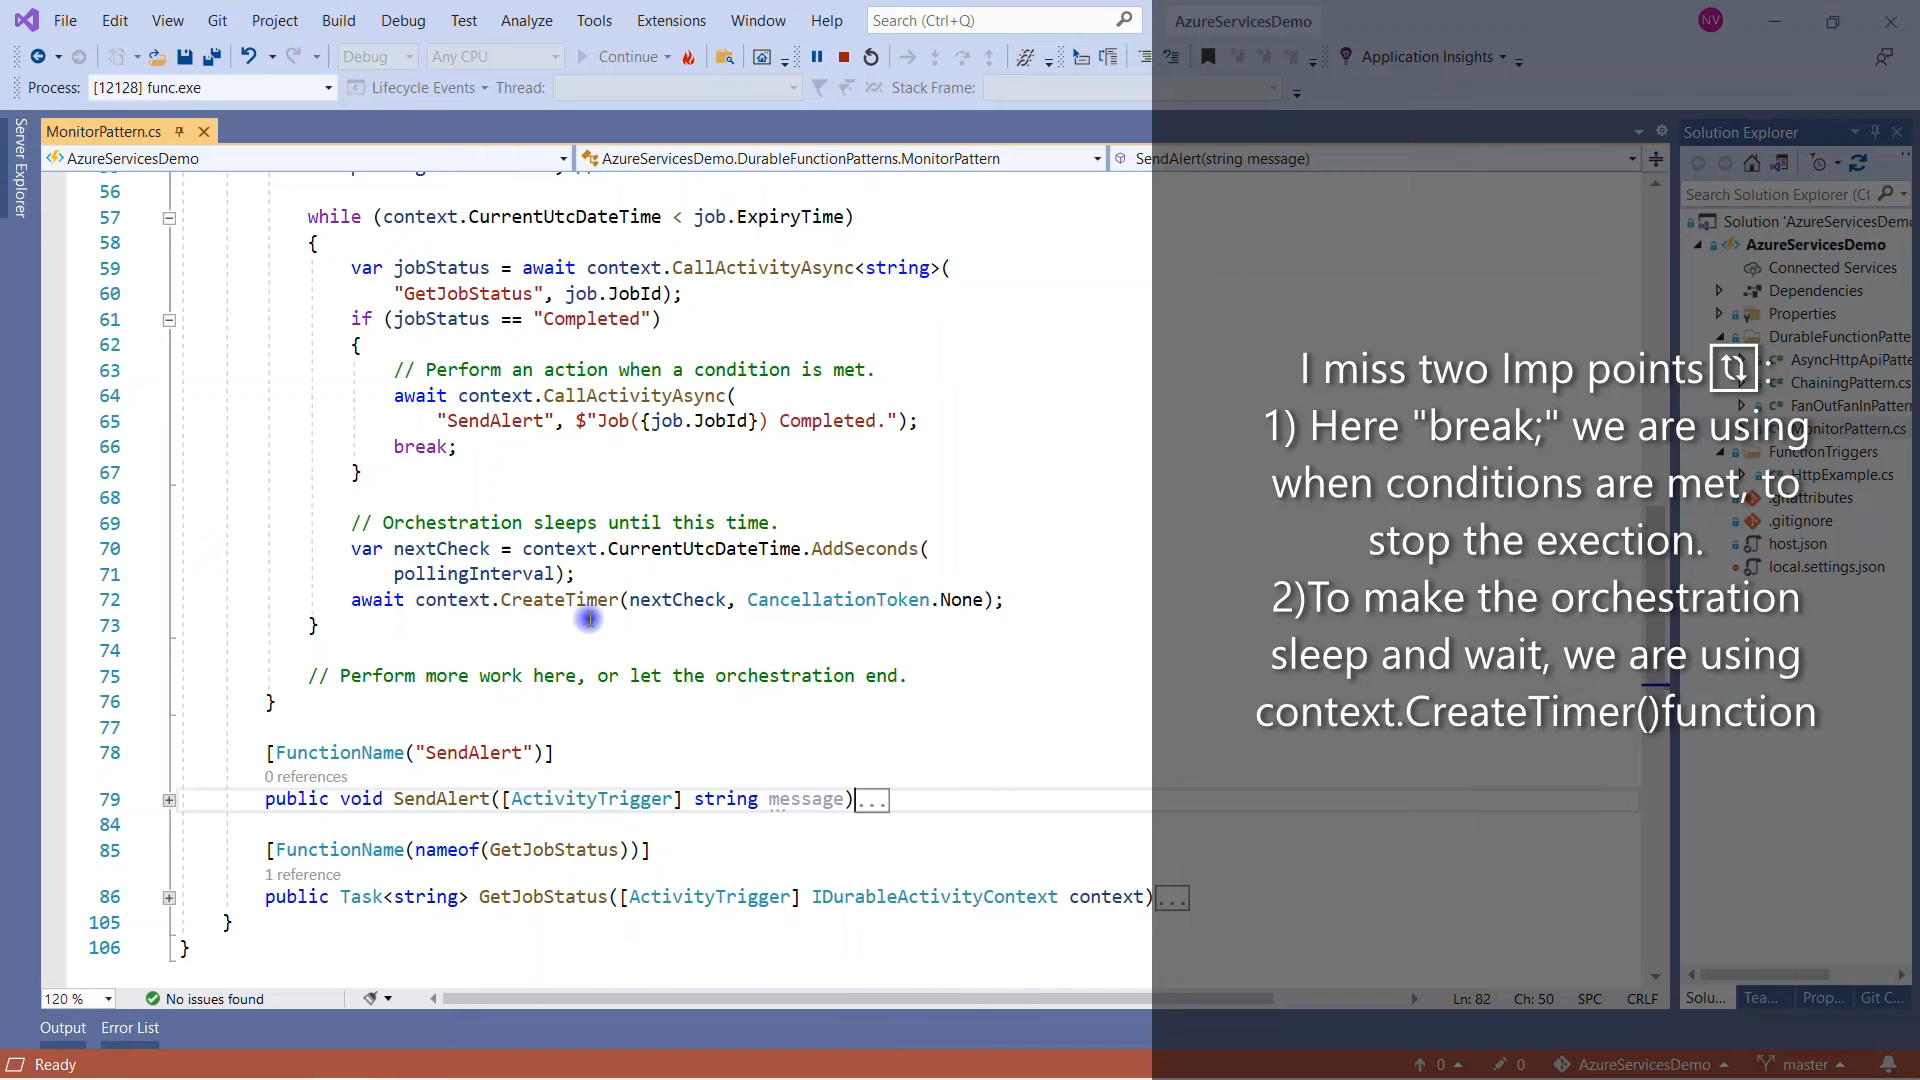 File Edit View Git Project Build Debug Test Analyze Tools Extensions Window Help Search (Ctrl+Q) AzureServicesDemo NV
Debug Any CPU Continue Application Insights
Process: [12128] func.exe Lifecycle Events Thread: Stack Frame:
Server Explorer
MonitorPattern.cs
AzureServicesDemo AzureServicesDemo.DurableFunctionPatterns.MonitorPattern SendAlert(string message)
56
57 while (context.CurrentUtcDateTime < job.ExpiryTime)
58 {
59 var jobStatus = await context.CallActivityAsync<string>(
60 "GetJobStatus", job.JobId);
61 if (jobStatus == "Completed")
62 {
63 // Perform an action when a condition is met.
64 await context.CallActivityAsync(
65 "SendAlert", $"Job({job.JobId}) Completed.");
66 break;
67 }
68
69 // Orchestration sleeps until this time.
70 var nextCheck = context.CurrentUtcDateTime.AddSeconds(
71 pollingInterval);
72 await context.CreateTimer(nextCheck, CancellationToken.None);
73 }
74
75 // Perform more work here, or let the orchestration end.
76 }
77
78 [FunctionName("SendAlert")]
0 references
79 public void SendAlert([ActivityTrigger] string message)...
84
85 [FunctionName(nameof(GetJobStatus))]
1 reference
86 public Task<string> GetJobStatus([ActivityTrigger] IDurableActivityContext context)...
105 }
106 }
I miss two Imp points :
1) Here "break;" we are using
when conditions are met, to
stop the exection.
2)To make the orchestration
sleep and wait, we are using
context.CreateTimer()function
Solution Explorer
Search Solution Explorer (Ct
Solution 'AzureServicesDemo
AzureServicesDemo
Connected Services
Dependencies
Properties
DurableFunctionPatte
AsyncHttpApiPatte
ChainingPattern.cs
FanOutFanInPattern
MonitorPattern.cs
FunctionTriggers
HttpExample.cs
.gitattributes
.gitignore
host.json
local.settings.json
120 % No issues found Ln: 82 Ch: 50 SPC CRLF
Solu... Tea... Prop... Git C...
Output Error List
Ready 0 0 AzureServicesDemo master